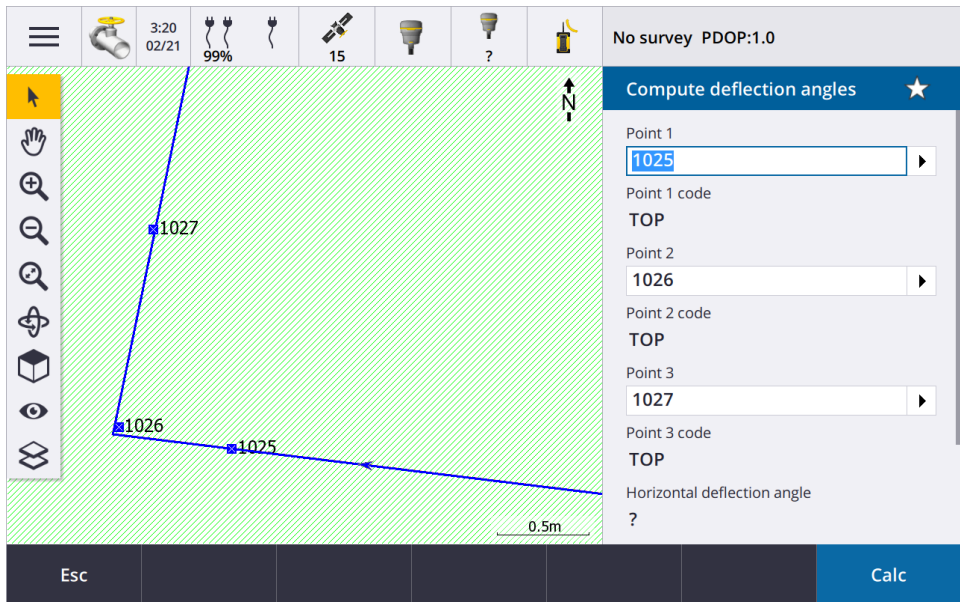 3:20
02/21
99%
15
?
No survey PDOP:1.0
N
1027
1026
1025
0.5m
Compute deflection angles
Point 1
1025
Point 1 code
TOP
Point 2
1026
Point 2 code
TOP
Point 3
1027
Point 3 code
TOP
Horizontal deflection angle
?
Esc
Calc